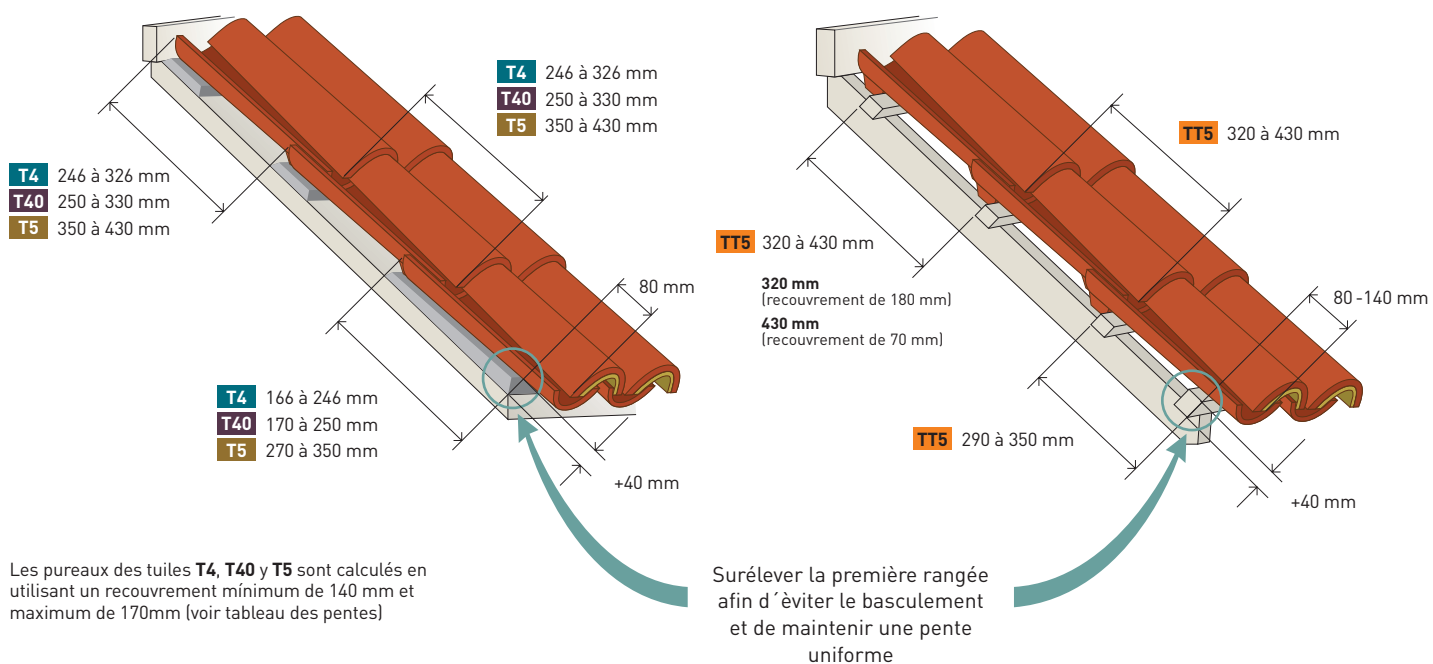 T4 246 à 326 mm
T40 250 à 330 mm
T5 350 à 430 mm
T4 246 à 326 mm
T40 250 à 330 mm
T5 350 à 430 mm
80 mm
T4 166 à 246 mm
T40 170 à 250 mm
T5 270 à 350 mm
+40 mm
Les pureaux des tuiles T4, T40 y T5 sont calculés en
utilisant un recouvrement mínimum de 140 mm et
maximum de 170mm (voir tableau des pentes)
TT5 320 à 430 mm
TT5 320 à 430 mm
320 mm
(recouvrement de 180 mm)
430 mm
(recouvrement de 70 mm)
80-140 mm
TT5 290 à 350 mm
+40 mm
Surélever la première rangée
afin d´èviter le basculement
et de maintenir une pente
uniforme